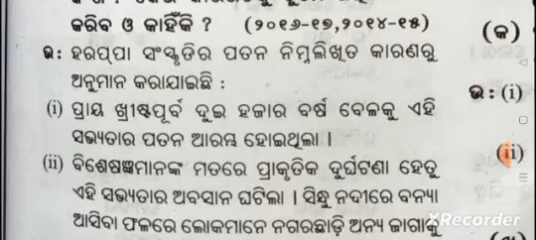 କରିବ ଓ କାହିଁକି ? (୨୦୧୬-୧୭,୨୦୧୪-୧୫)
(କ)
ଉ: ହରପ୍ପା ସଂସ୍କୃତିର ପତନ ନିମ୍ନଲିଖିତ କାରଣରୁ
ଅନୁମାନ କରାଯାଇଛି :
ଉ: (i)
(i) ପ୍ରାୟ ଖ୍ରୀଷ୍ଟପୂର୍ବ ଦୁଇ ହଜାର ବର୍ଷ ବେଳକୁ ଏହି
ସଭ୍ୟତାର ପତନ ଆରମ୍ଭ ହୋଇଥିଲା ।
(ii)
(ii) ବିଶେଷଜ୍ଞମାନଙ୍କ ମତରେ ପ୍ରାକୃତିକ ଦୁର୍ଘଟଣା ହେତୁ
ଏହି ସଭ୍ୟତାର ଅବସାନ ଘଟିଲା । ସିନ୍ଧୁ ନଦୀରେ ବନ୍ୟା
ଆସିବା ଫଳରେ ଲୋକମାନେ ନଗରଛାଡ଼ି ଅନ୍ୟ ଜାଗାକୁ
XRecorder